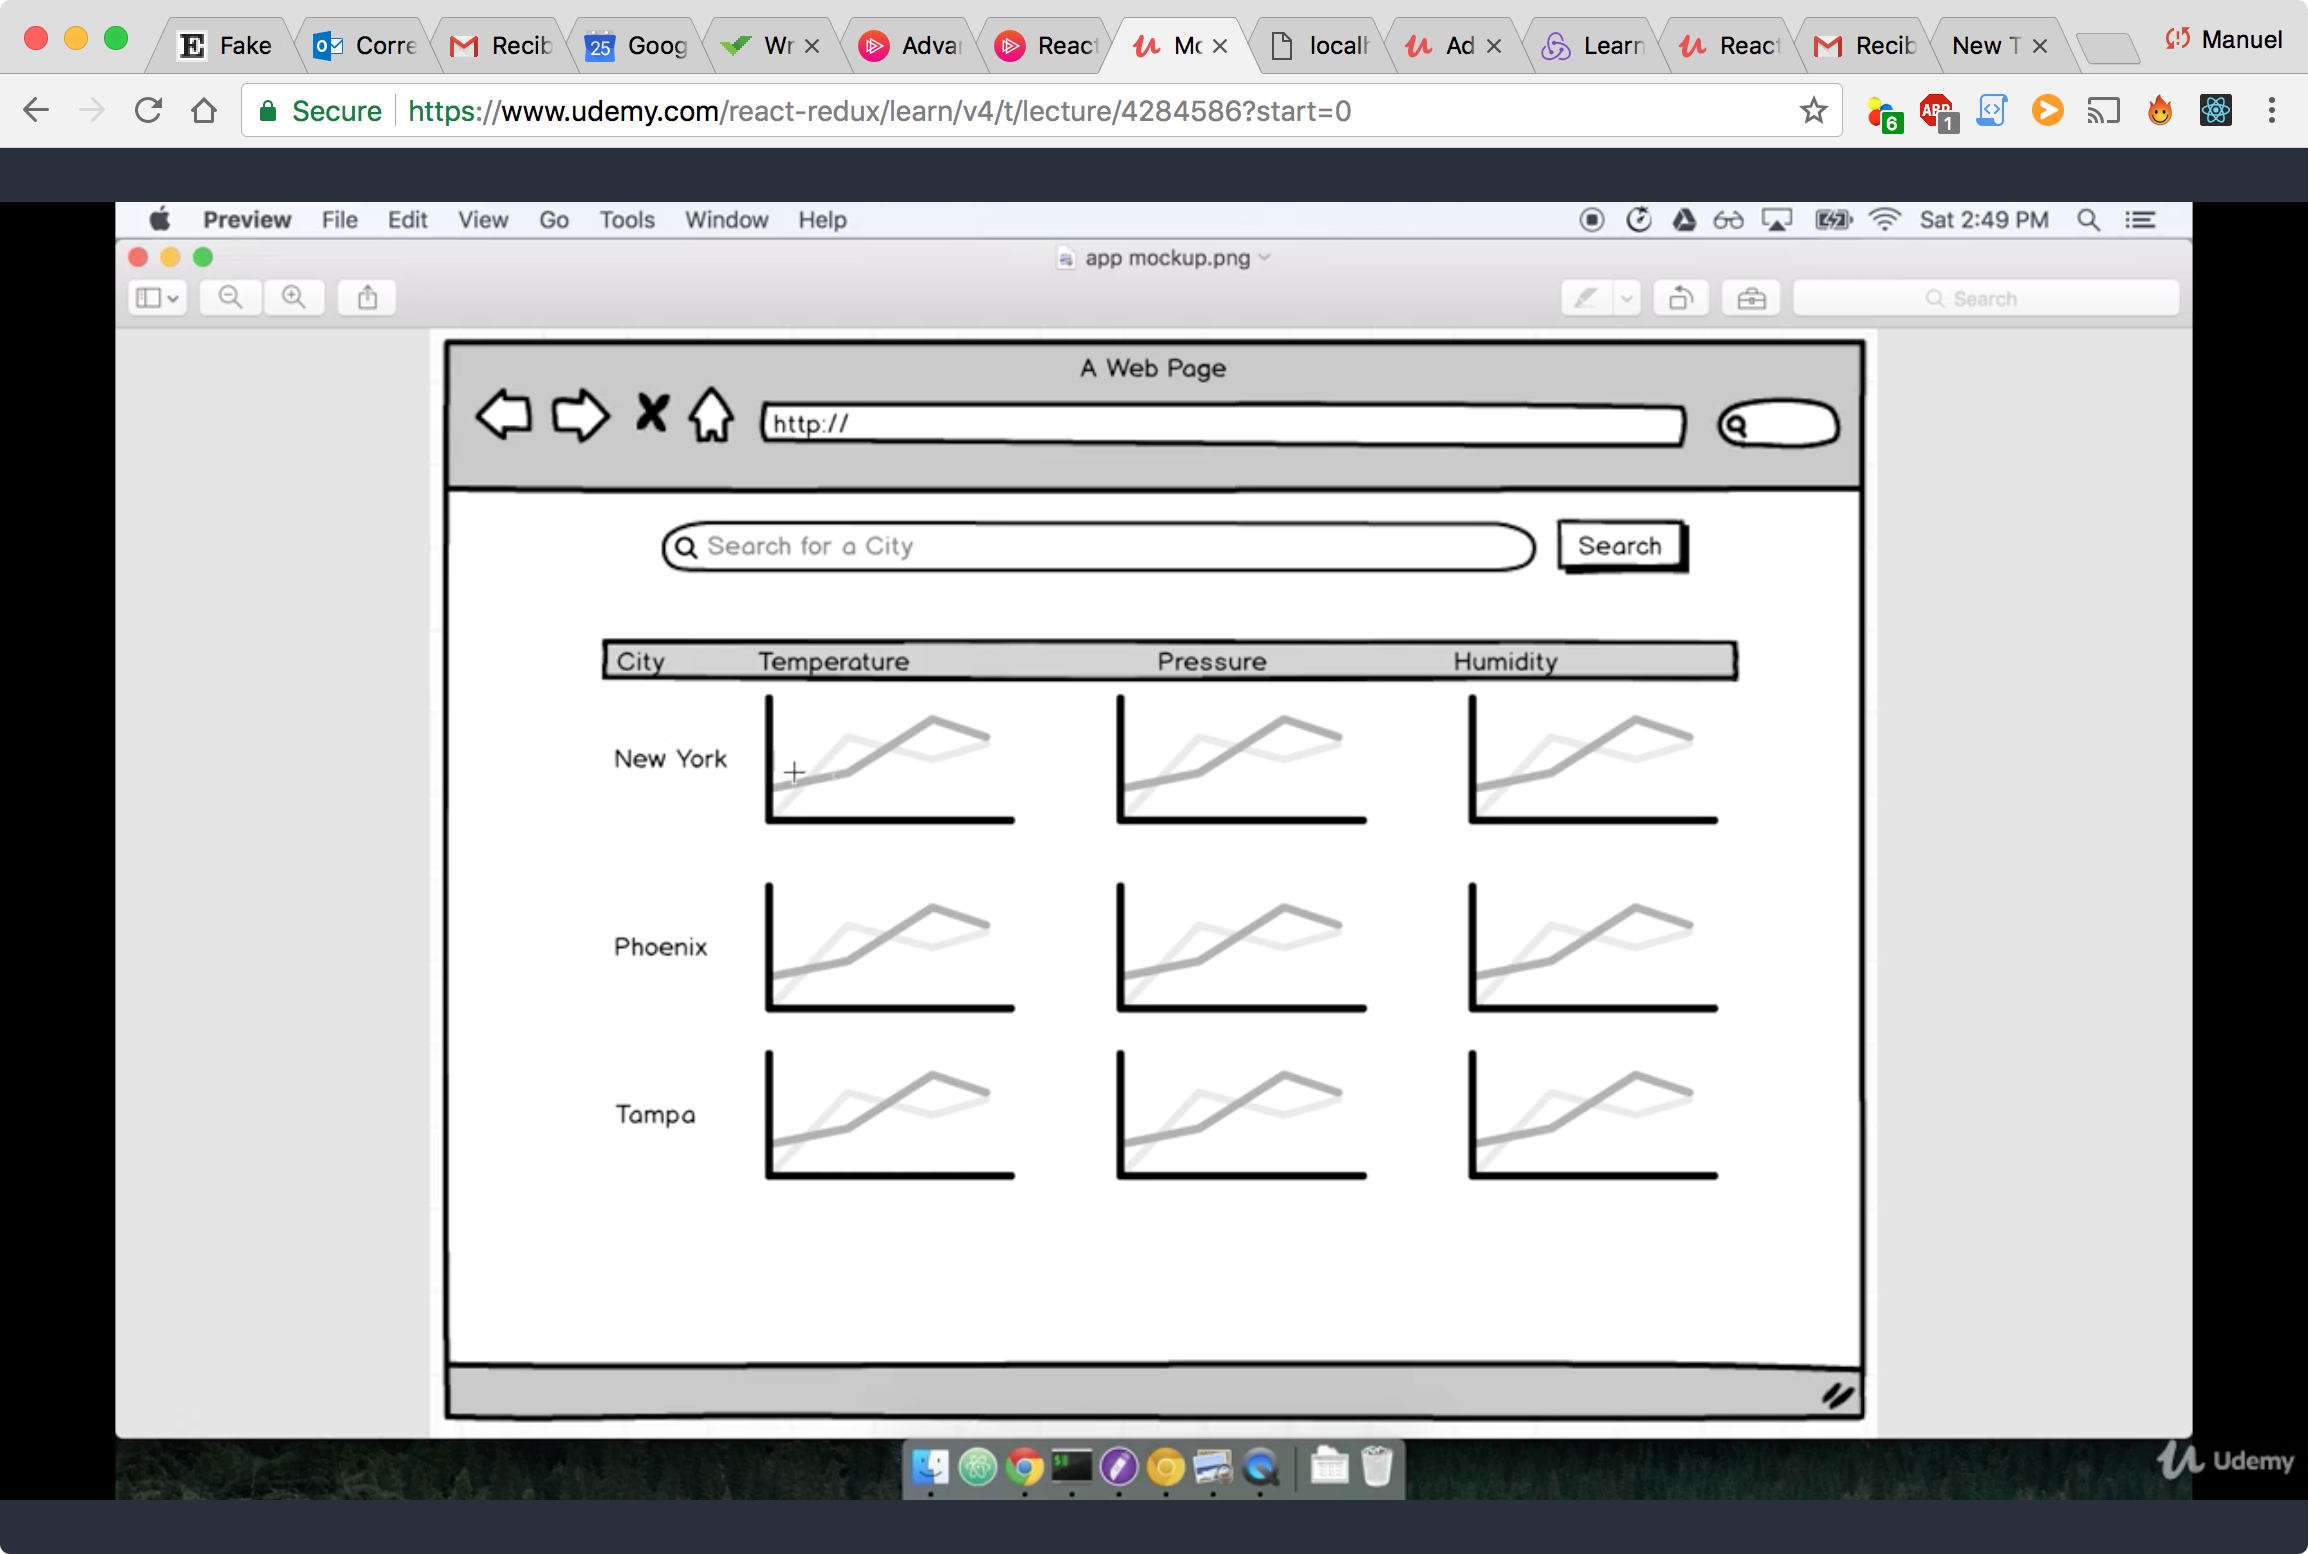 Fake
Corre
Recib
25
Goog
Wr
Adva
React
Mo
localh
Ad
Learn
React
Recib
New T
Manuel
Secure
https://www.udemy.com/react-redux/learn/v4/t/lecture/4284586?start=0
6
ABP
1
Preview File Edit View Go Tools Window Help
Sat 2:49 PM
app mockup.png
Search
A Web Page
http://
Search for a City
Search
City Temperature Pressure Humidity
New York
Phoenix
Tampa
Udemy